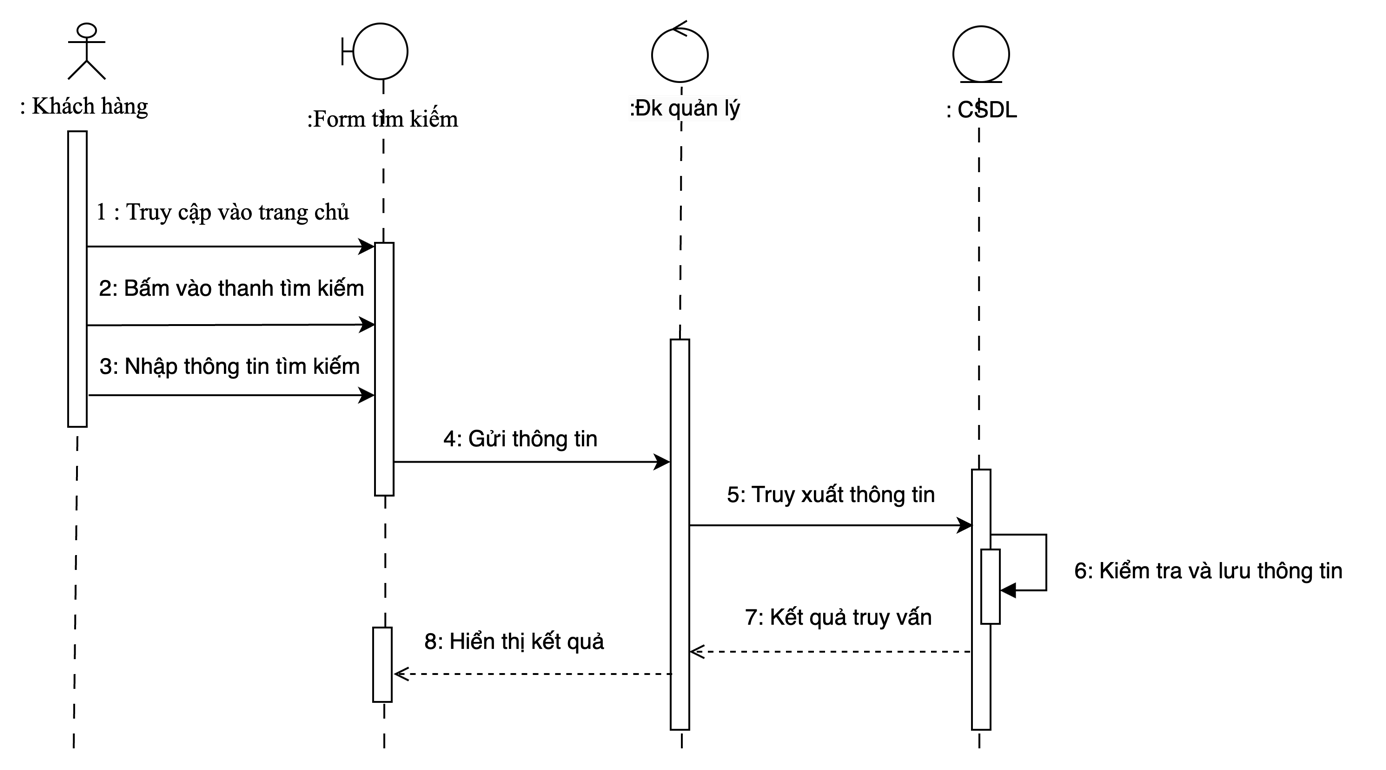 : Khách hàng
:Form tìm kiếm
:Đk quản lý
: CSDL
1 : Truy cập vào trang chủ
2: Bấm vào thanh tìm kiếm
3: Nhập thông tin tìm kiếm
4: Gửi thông tin
5: Truy xuất thông tin
6: Kiểm tra và lưu thông tin
7: Kết quả truy vấn
8: Hiển thị kết quả